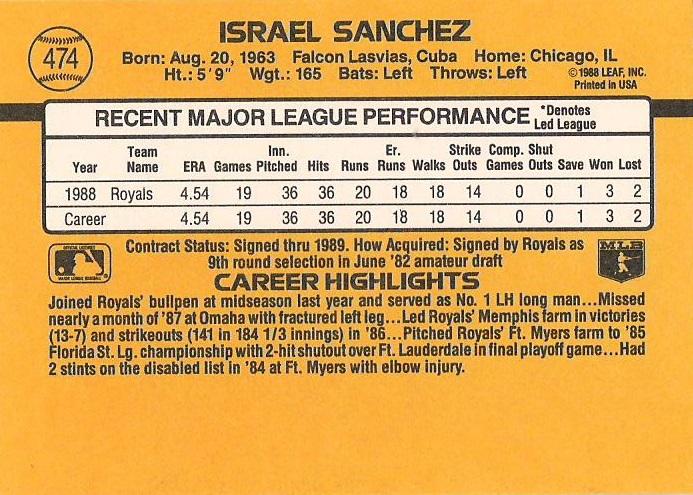 ISRAEL SANCHEZ
474
Born: Aug. 20, 1963 Falcon Lasvias, Cuba Home: Chicago, IL
Ht.: 5'9" Wgt.: 165 Bats: Left Throws: Left
©1988 LEAF, INC.
Printed in USA
RECENT MAJOR LEAGUE PERFORMANCE *Denotes Led League
Team Inn. Er. Strike Comp. Shut
Year Name ERA Games Pitched Hits Runs Runs Walks Outs Games Outs Save Won Lost
1988 Royals 4.54 19 36 36 20 18 18 14 0 0 1 3 2
Career 4.54 19 36 36 20 18 18 14 0 0 1 3 2
Contract Status: Signed thru 1989. How Acquired: Signed by Royals as
9th round selection in June '82 amateur draft
MLB
CAREER HIGHLIGHTS
Joined Royals' bullpen at midseason last year and served as No. 1 LH long man...Missed
nearly a month of '87 at Omaha with fractured left leg...Led Royals' Memphis farm in victories
(13-7) and strikeouts (141 in 184 1/3 innings) in '86...Pitched Royals' Ft. Myers farm to '85
Florida St. Lg. championship with 2-hit shutout over Ft. Lauderdale in final playoff game...Had
2 stints on the disabled list in '84 at Ft. Myers with elbow injury.